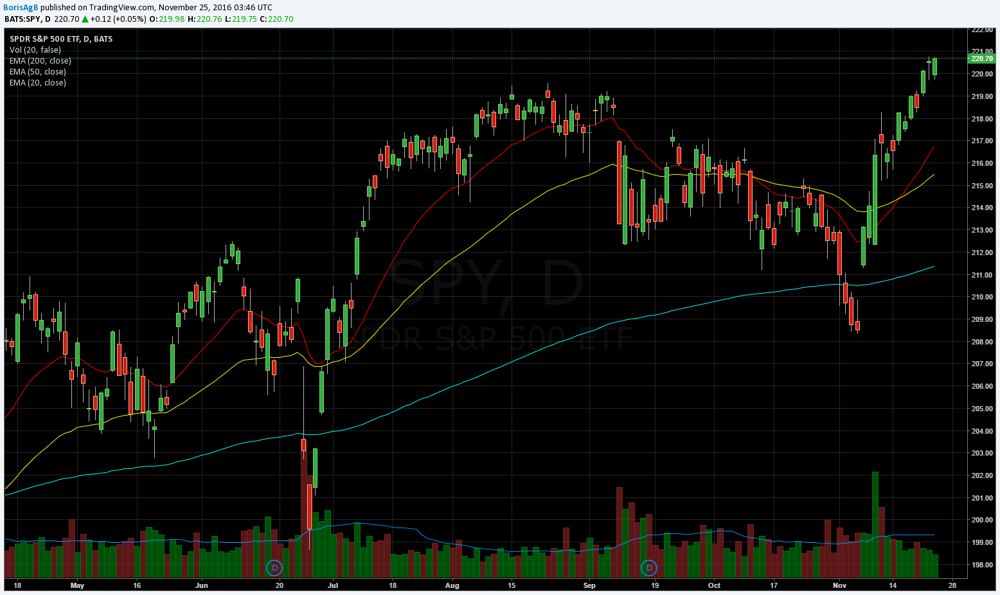 BorisAgB published on TradingView.com, November 25, 2016 03:46 UTC
BATS:SPY, D 220.70 ▲ +0.12 (+0.05%) O:219.98 H:220.76 L:219.75 C:220.70
SPDR S&P 500 ETF, D, BATS
Vol (20, false)
EMA (200, close)
EMA (50, close)
EMA (20, close)
222.00
221.00
220.70
220.00
219.00
218.00
217.00
216.00
215.00
214.00
213.00
212.00
SPY, D
211.00
210.00
209.00
SPDR S&P 500 ETF
208.00
207.00
206.00
205.00
204.00
203.00
202.00
201.00
200.00
199.00
D D
198.00
18 May 16 Jun 20 Jul 18 Aug 15 Sep 19 Oct 17 Nov 14 28